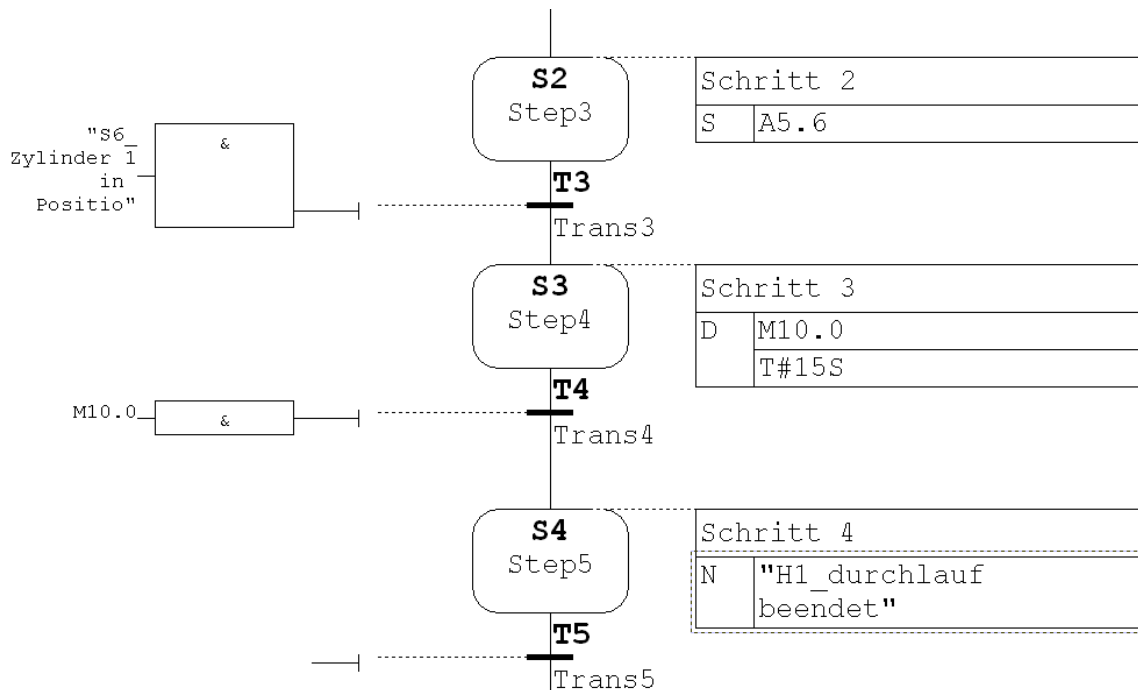 S2
Step3
Schritt 2
S A5.6
"S6_
Zylinder 1
in
Positio"
&
T3
Trans3
S3
Step4
Schritt 3
D M10.0
T#15S
M10.0
&
T4
Trans4
S4
Step5
Schritt 4
N "H1_durchlauf
beendet"
T5
Trans5